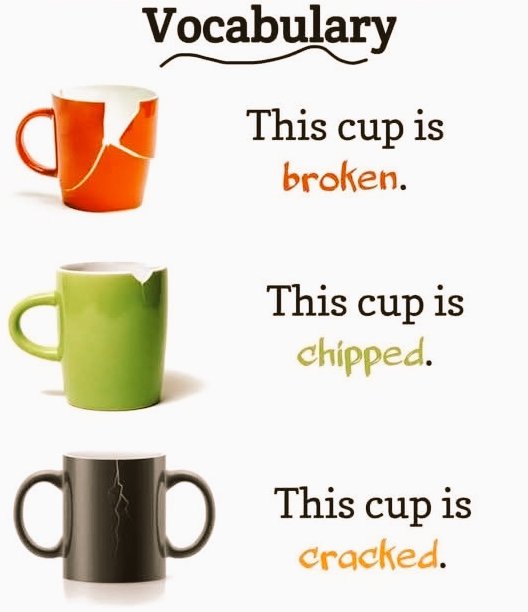 Vocabulary
This cup is
broken.
This cup is
chipped.
This cup is
cracked.